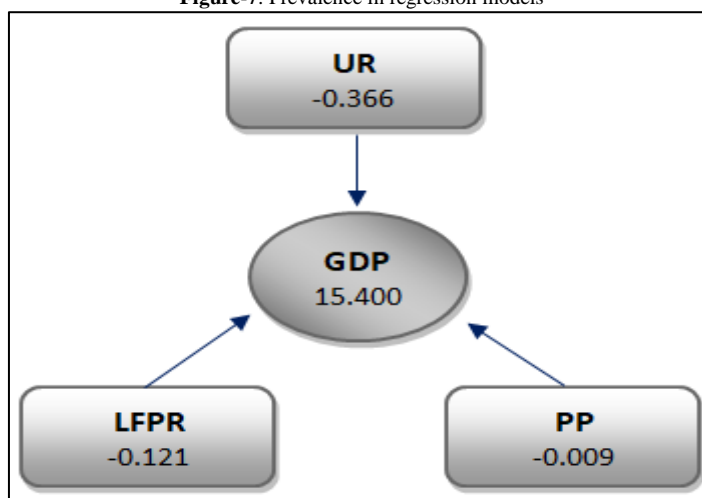 Figure-7. Prevalence in regression models
UR
-0.366
GDP
15.400
LFPR
-0.121
PP
-0.009